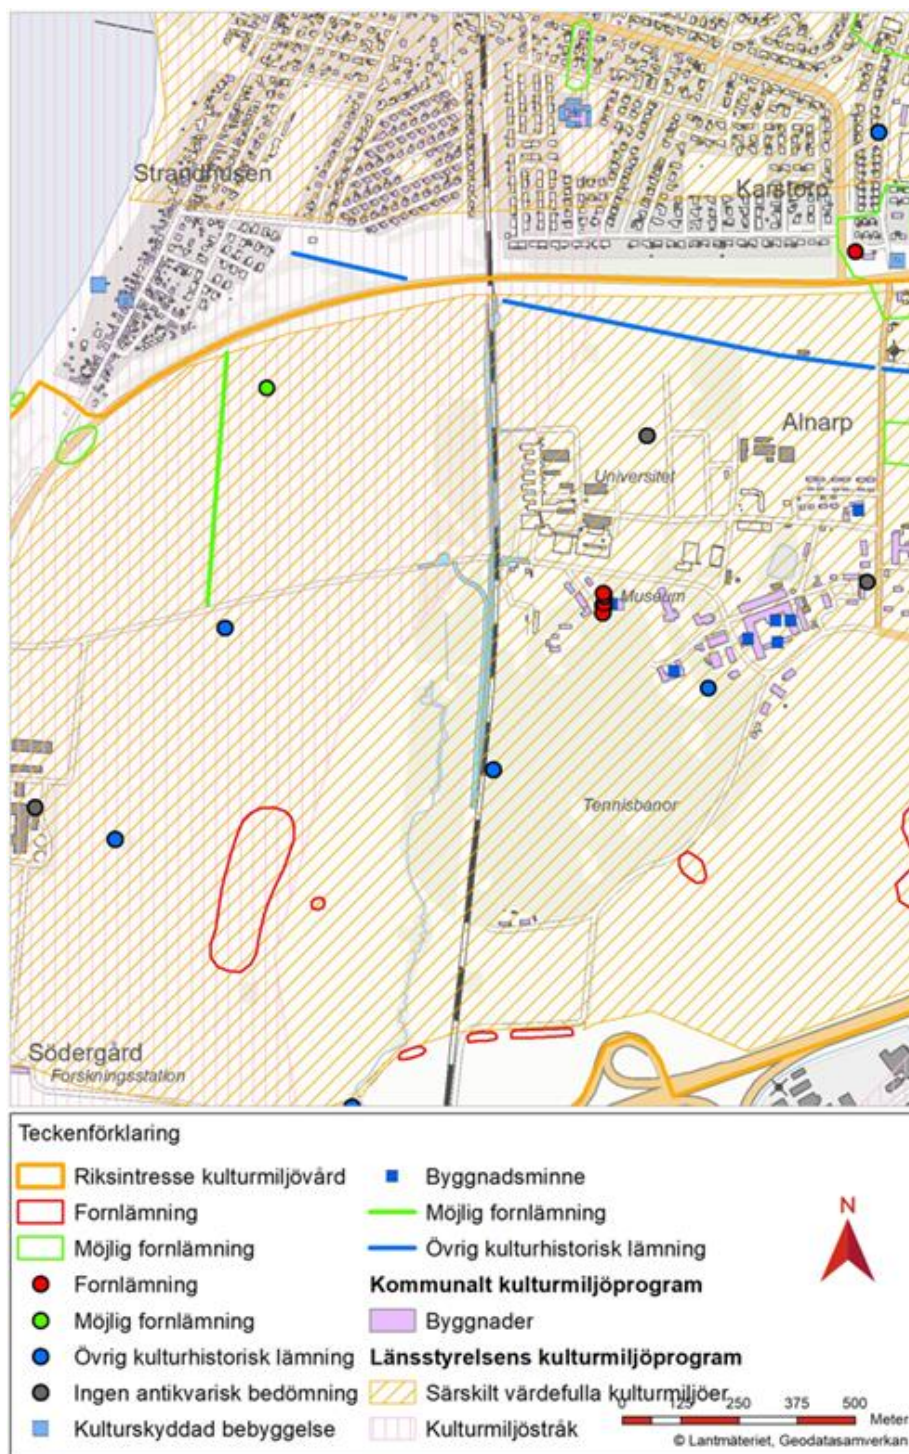 Strandhusen
Karstorp
Alnarp
Universitet
Museum
Tennisbanor
Södergård
Forskningsstation
Teckenförklaring
Riksintresse kulturmiljövård
Fornlämning
Möjlig fornlämning
Fornlämning
Möjlig fornlämning
Övrig kulturhistorisk lämning
Ingen antikvarisk bedömning
Kulturskyddad bebyggelse
Byggnadsminne
Möjlig fornlämning
Övrig kulturhistorisk lämning
Kommunalt kulturmiljöprogram
Byggnader
Länsstyrelsens kulturmiljöprogram
Särskilt värdefulla kulturmiljöer
Kulturmiljöstråk
N
0 125 250 375 500
Meter
© Lantmäteriet, Geodatasamverkan